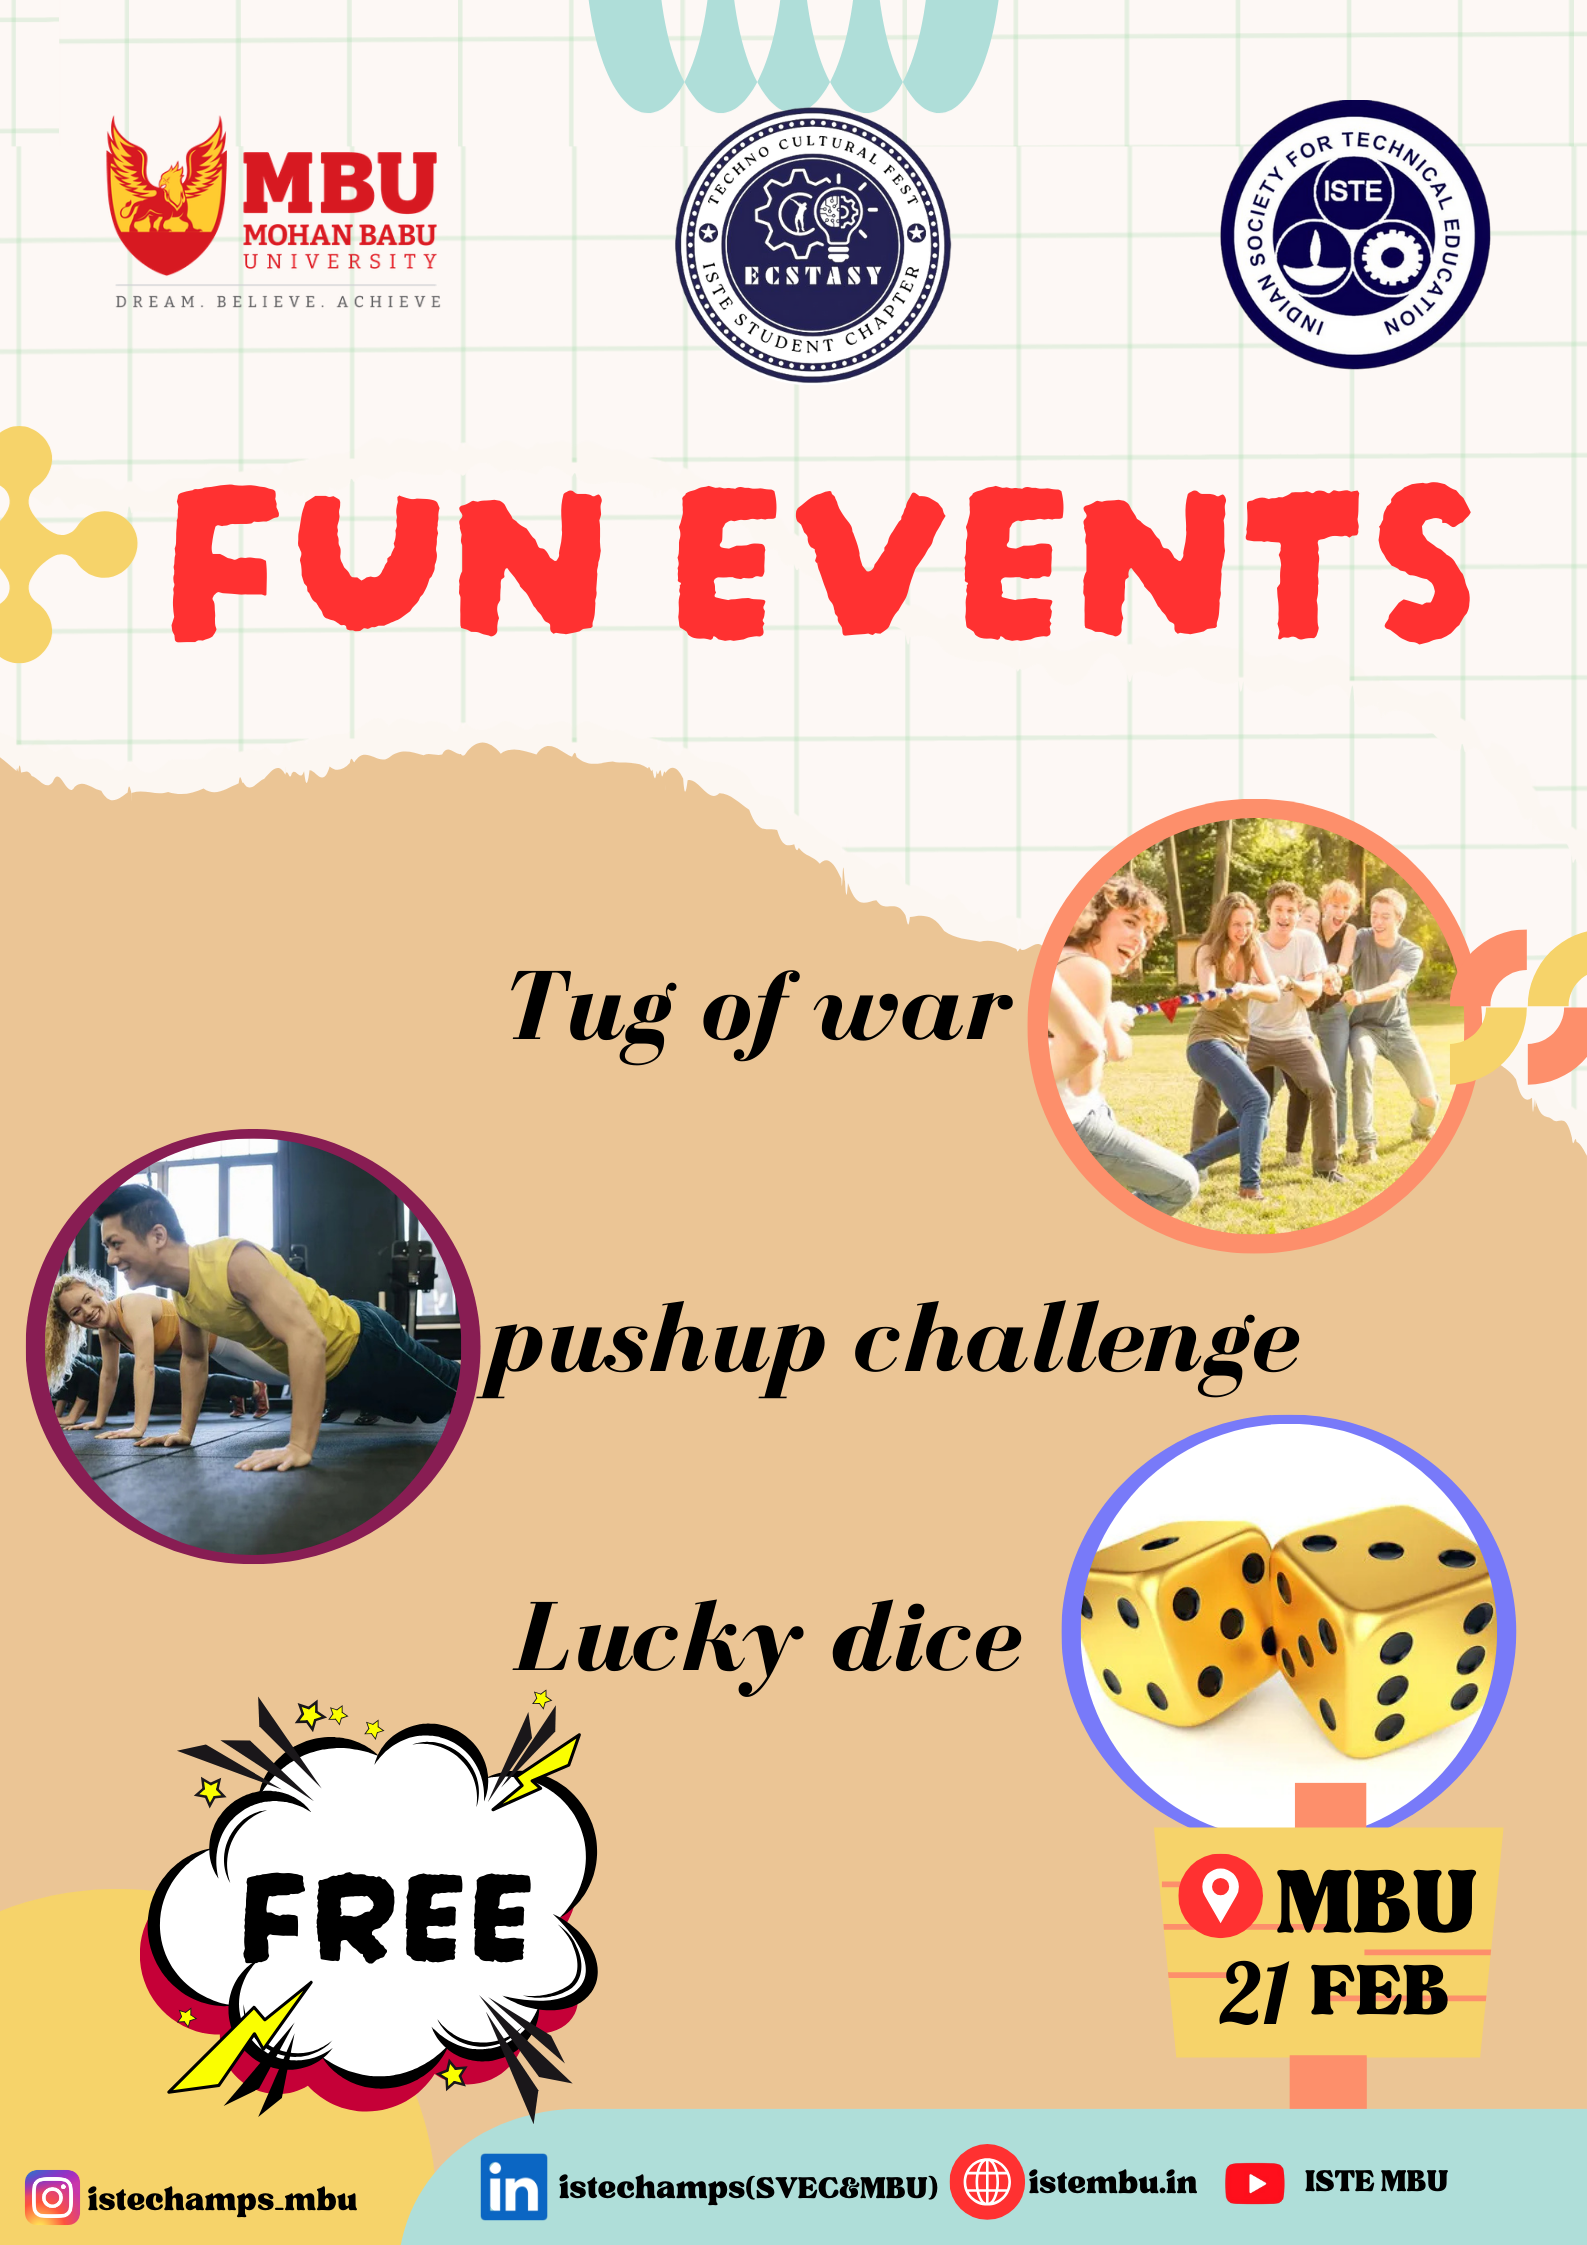 MBU
MOHAN BABU
UNIVERSITY
DREAM. BELIEVE. ACHIEVE
TECHNO CULTURAL FEST
ECSTASY
ISTE STUDENT CHAPTER
INDIAN SOCIETY FOR TECHNICAL EDUCATION
ISTE
FUN EVENTS
Tug of war
pushup challenge
Lucky dice
FREE
MBU
21 FEB
istechamps_mbu
istechamps(SVEC&MBU)
istembu.in
ISTE MBU